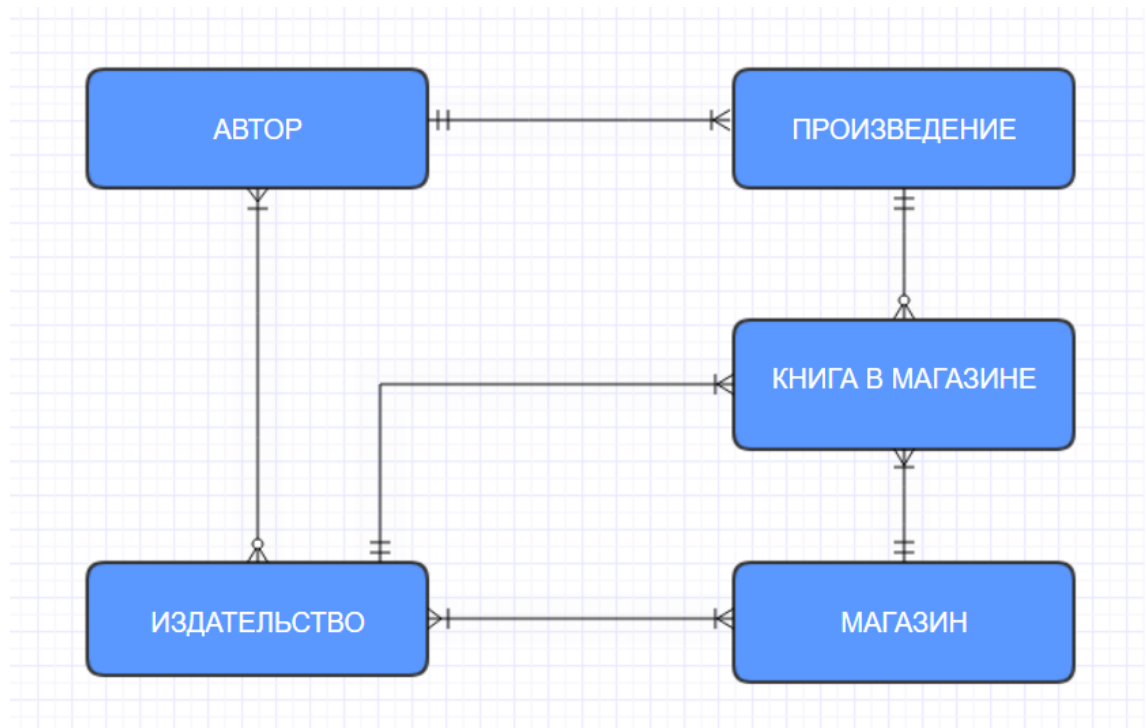 АВТОР
ПРОИЗВЕДЕНИЕ
КНИГА В МАГАЗИНЕ
ИЗДАТЕЛЬСТВО
МАГАЗИН